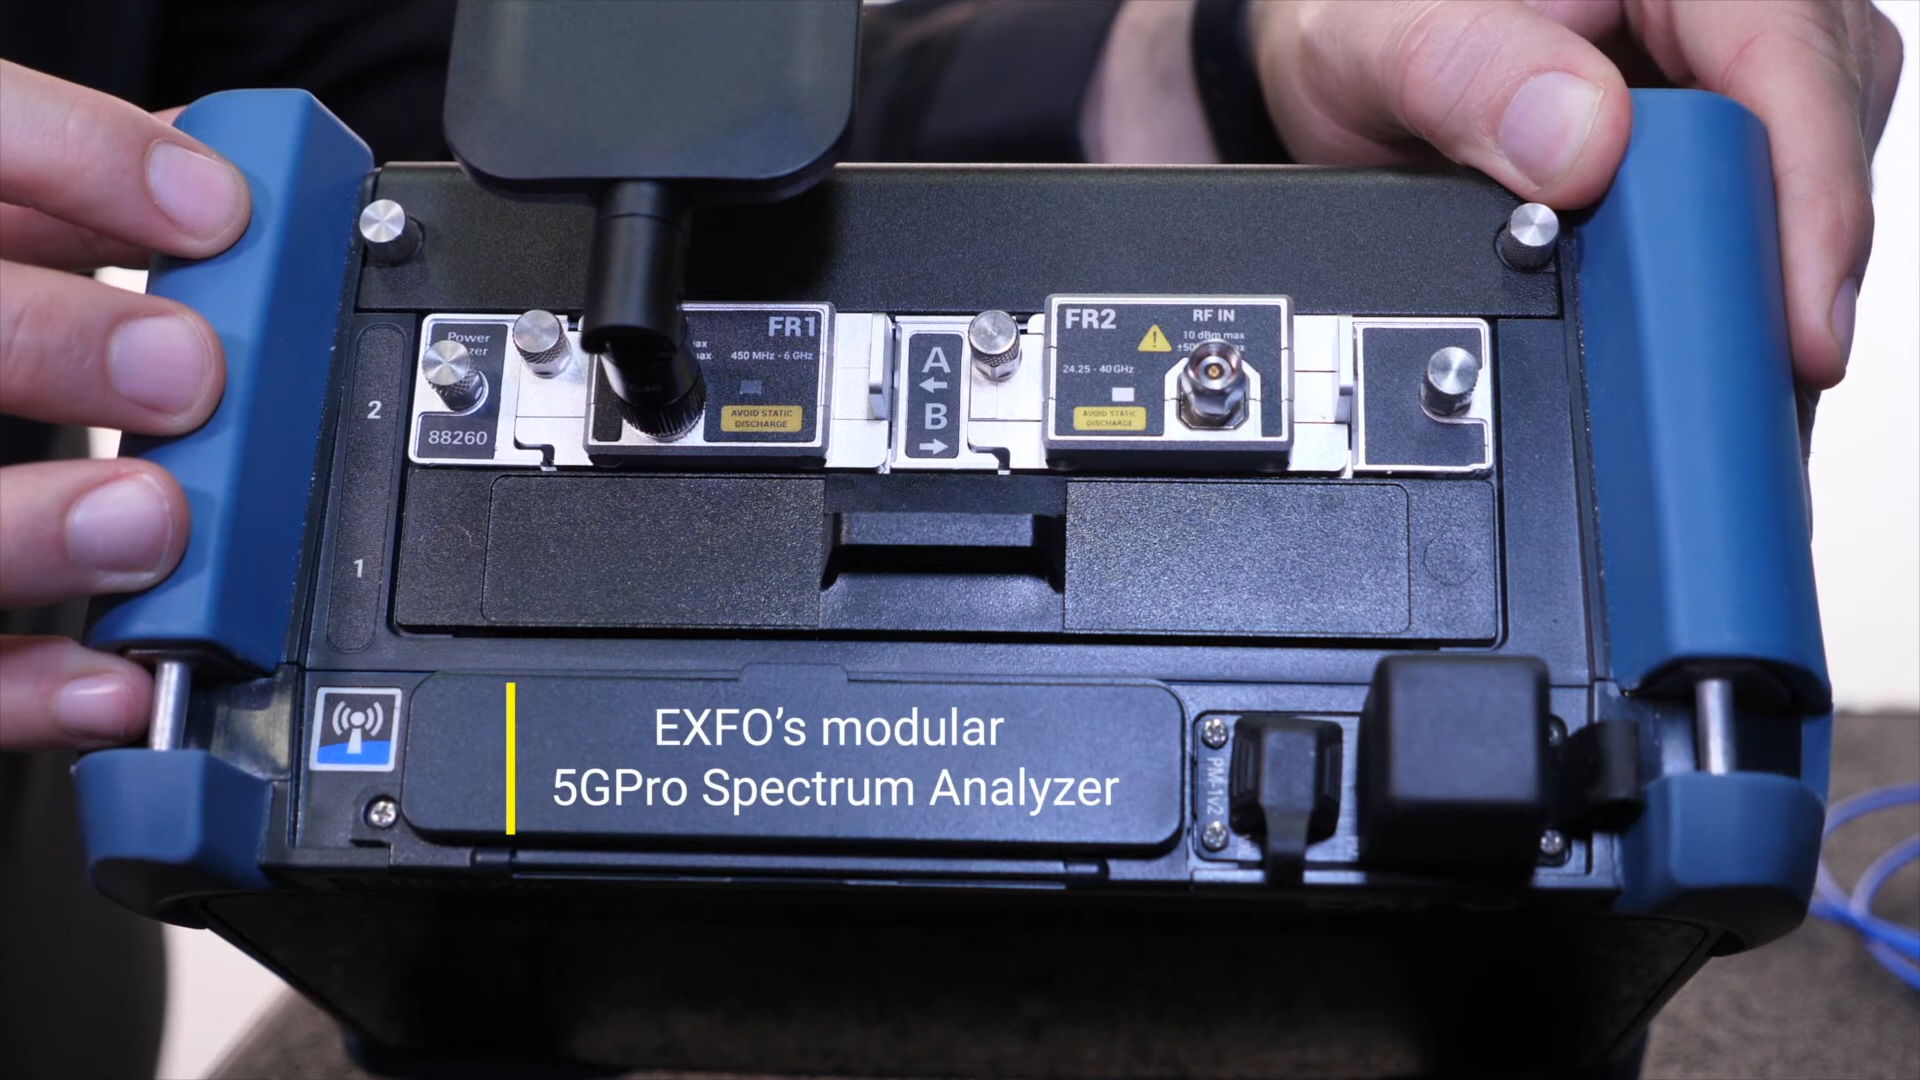 FR1
450 MHz - 6 GHz
AVOID STATIC
DISCHARGE
Power
88260
A
B
FR2
RF IN
10 dBm max
24.25 - 40 GHz
AVOID STATIC
DISCHARGE
2
1
EXFO's modular
5GPro Spectrum Analyzer
PM-1v2